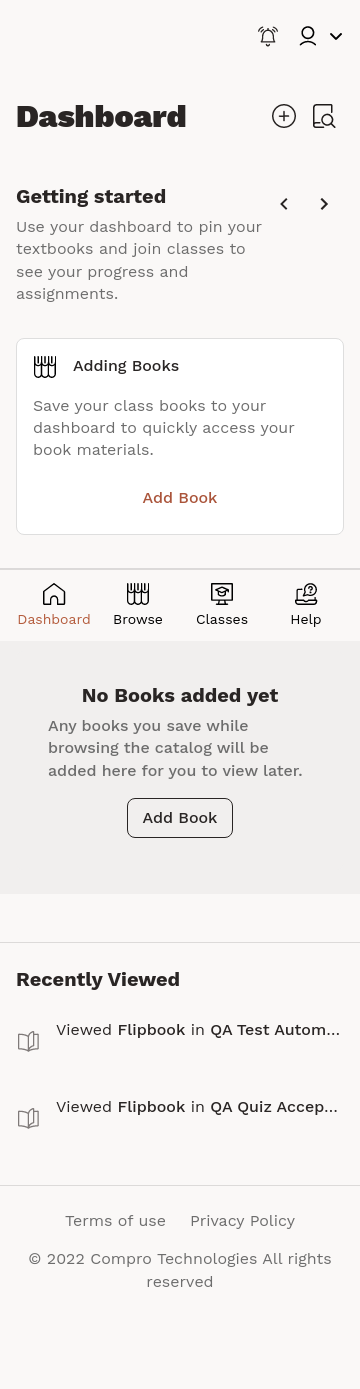 Dashboard
Getting started
Use your dashboard to pin your
textbooks and join classes to
see your progress and
assignments.
Adding Books
Save your class books to your
dashboard to quickly access your
book materials.
Add Book
Dashboard
Browse
Classes
Help
No Books added yet
Any books you save while
browsing the catalog will be
added here for you to view later.
Add Book
Recently Viewed
Viewed Flipbook in QA Test Autom...
Viewed Flipbook in QA Quiz Accep...
Terms of use
Privacy Policy
© 2022 Compro Technologies All rights
reserved